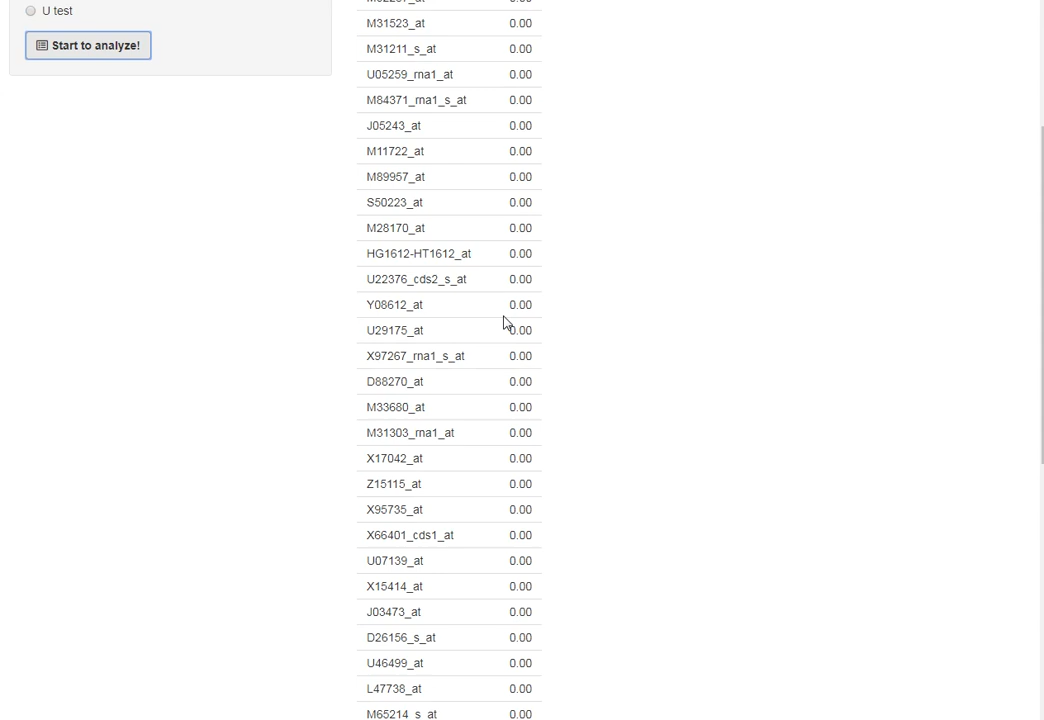 U test
Start to analyze!
M31523_at 0.00
M31211_s_at 0.00
U05259_rna1_at 0.00
M84371_rna1_s_at 0.00
J05243_at 0.00
M11722_at 0.00
M89957_at 0.00
S50223_at 0.00
M28170_at 0.00
HG1612-HT1612_at 0.00
U22376_cds2_s_at 0.00
Y08612_at 0.00
U29175_at 0.00
X97267_rna1_s_at 0.00
D88270_at 0.00
M33680_at 0.00
M31303_rna1_at 0.00
X17042_at 0.00
Z15115_at 0.00
X95735_at 0.00
X66401_cds1_at 0.00
U07139_at 0.00
X15414_at 0.00
J03473_at 0.00
D26156_s_at 0.00
U46499_at 0.00
L47738_at 0.00
M65214_s_at 0.00